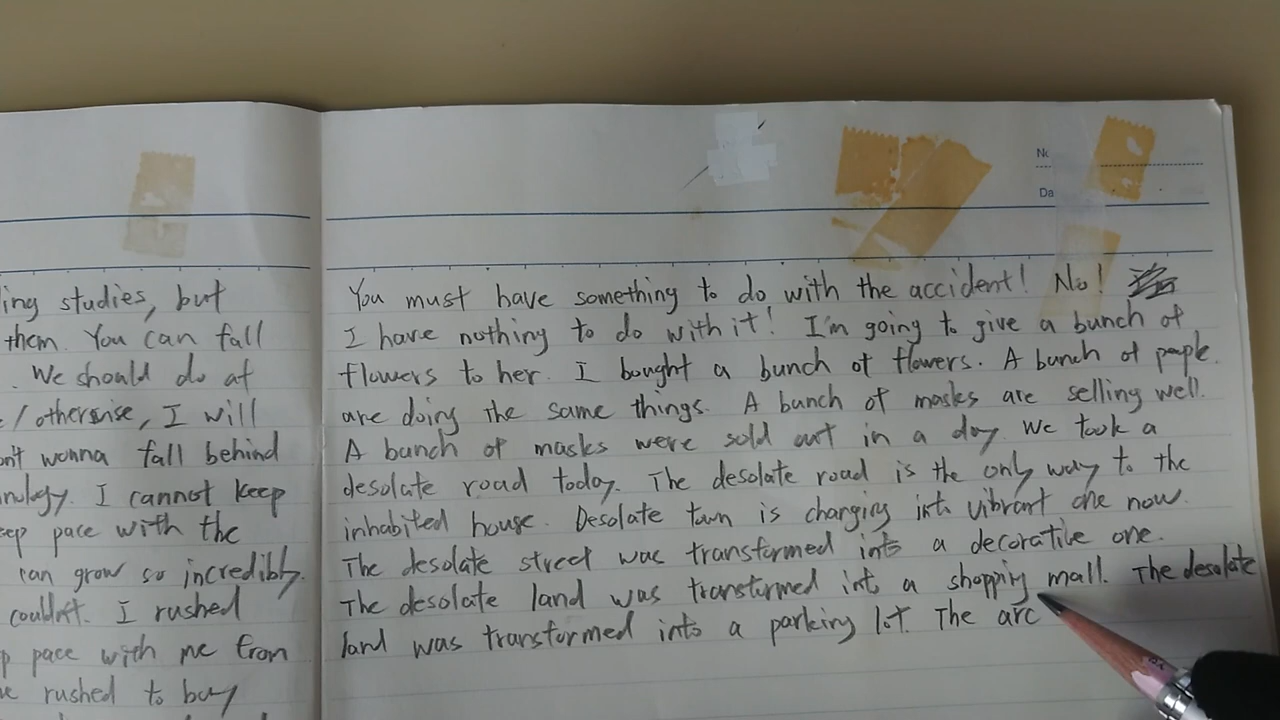 No
Da
ing studies, but
them. You can fall
. We should do at
/ otherwise, I will
on't wanna fall behind
nology. I cannot keep
eep pace with the
can grow so incredibly.
couldn't. I rushed
p pace with me from
rushed to buy
You must have something to do with the accident! No!
I have nothing to do with it! I'm going to give a bunch of
flowers to her. I bought a bunch of flowers. A bunch of people.
are doing the same things. A bunch of masks are selling well.
A bunch of masks were sold out in a day. We took a
desolate road today. The desolate road is the only way to the
inhabited house. Desolate town is changing into vibrant one now.
The desolate street was transformed into a decorative one.
The desolate land was transformed into a shopping mall. The desolate
land was transformed into a parking lot. The arc